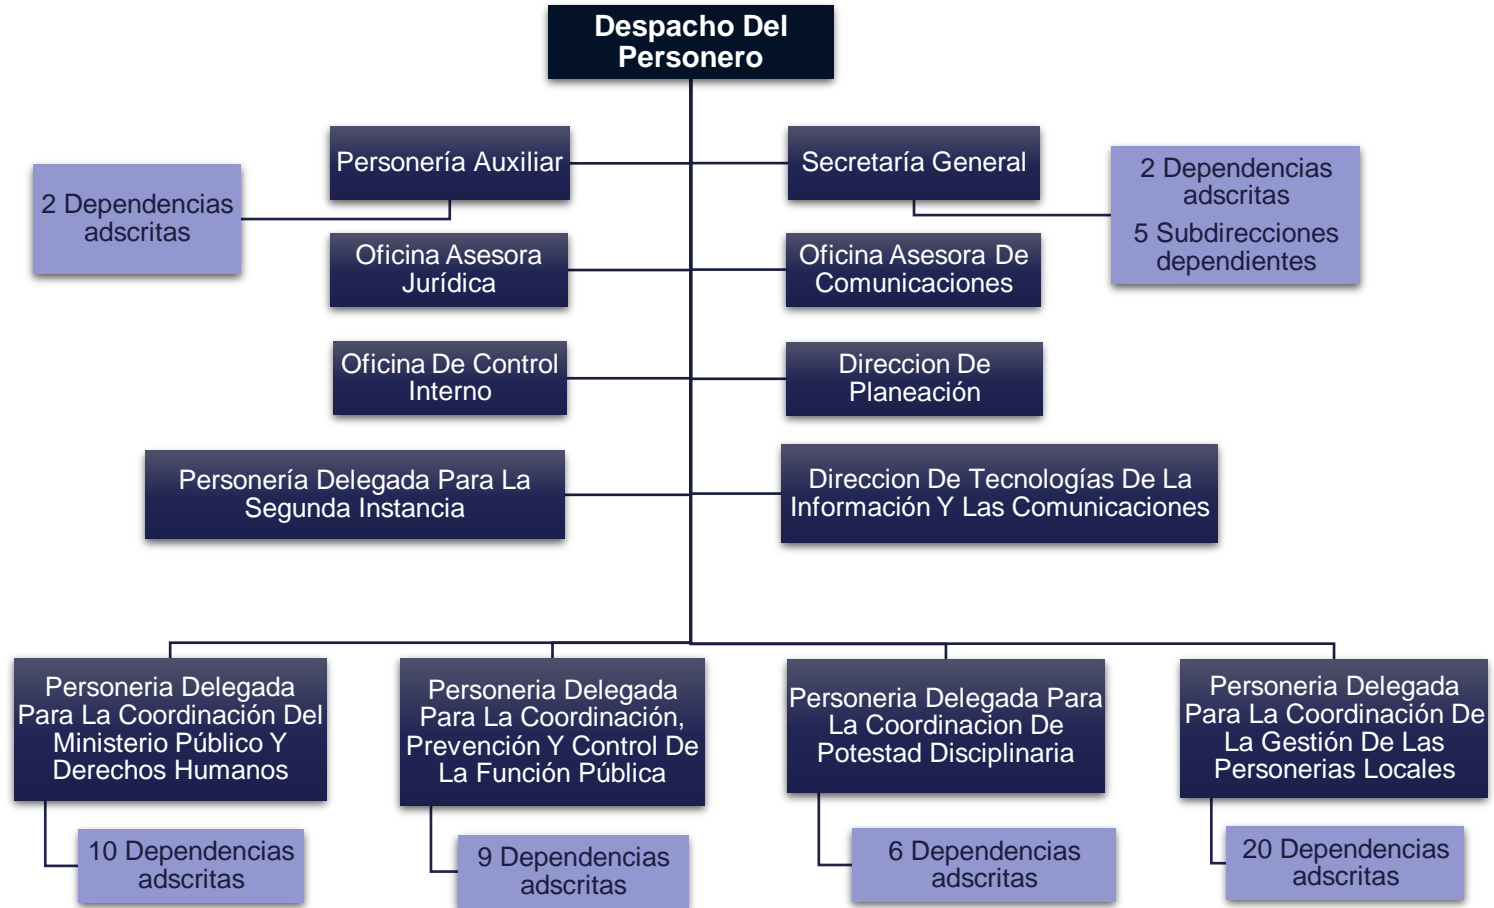 Despacho Del
Personero
Personería Auxiliar
Secretaría General
2 Dependencias
adscritas
2 Dependencias
adscritas
5 Subdirecciones
dependientes
Oficina Asesora
Jurídica
Oficina Asesora De
Comunicaciones
Oficina De Control
Interno
Direccion De
Planeación
Personería Delegada Para La
Segunda Instancia
Direccion De Tecnologías De La
Información Y Las Comunicaciones
Personeria Delegada
Para La Coordinación Del
Ministerio Público Y
Derechos Humanos
Personeria Delegada
Para La Coordinación,
Prevención Y Control De
La Función Pública
Personeria Delegada Para
La Coordinacion De
Potestad Disciplinaria
Personeria Delegada
Para La Coordinación De
La Gestión De Las
Personerias Locales
10 Dependencias
adscritas
9 Dependencias
adscritas
6 Dependencias
adscritas
20 Dependencias
adscritas